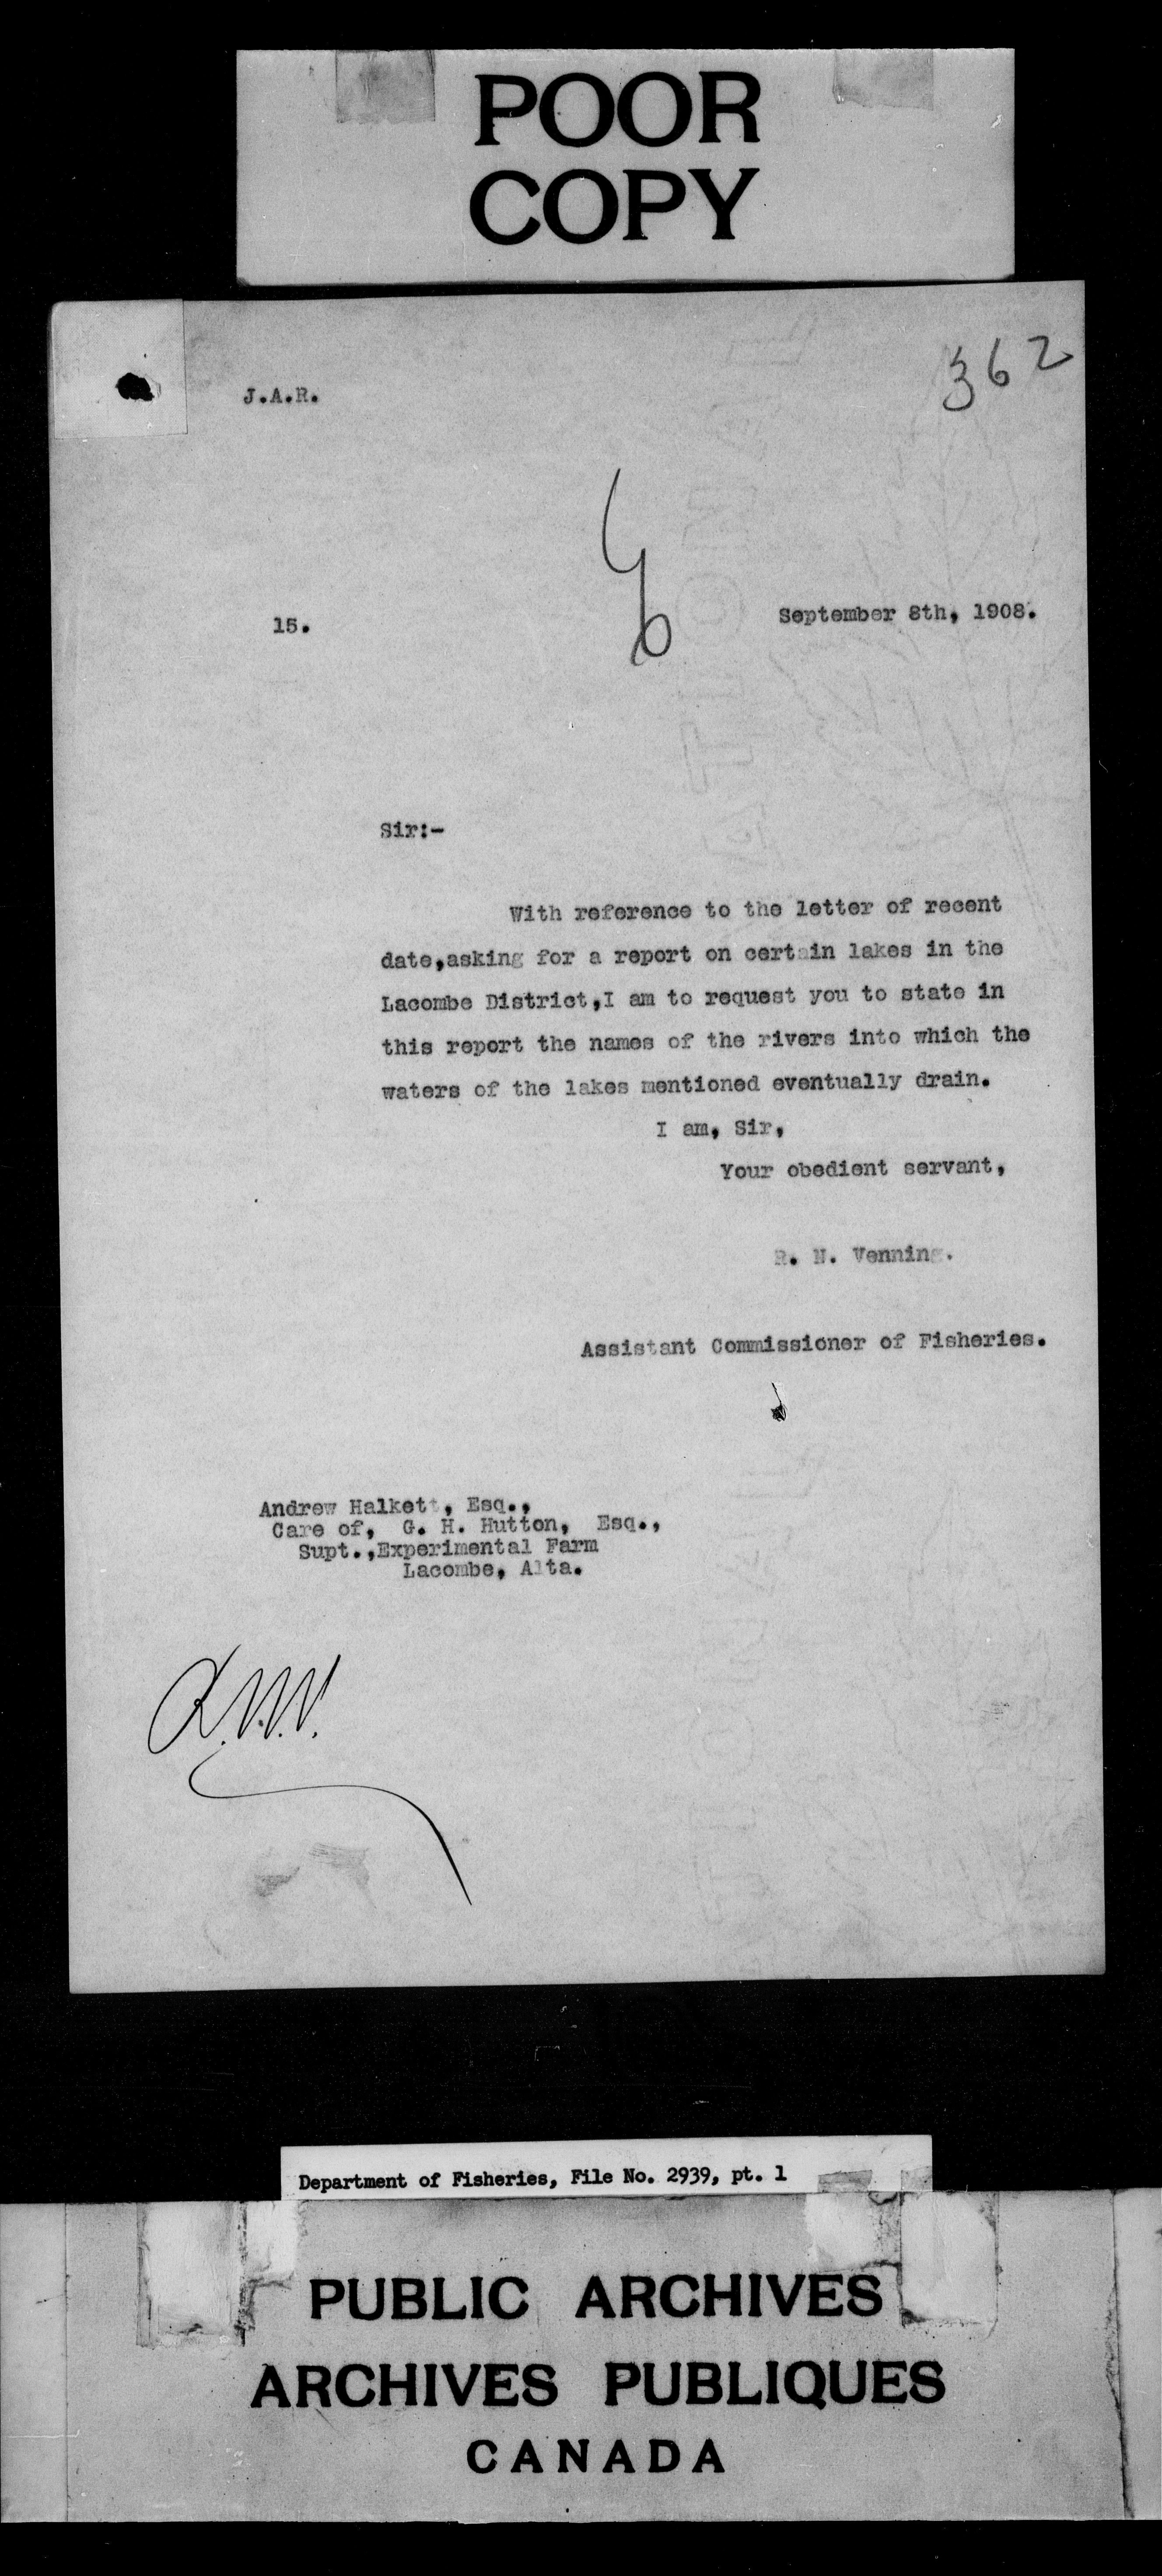 POOR
COPY
362
J.A.R.
15.
September 8th, 1908.
Sir:-
With reference to the letter of recent
date,asking for a report on certain lakes in the
Lacombe District,I am to request you to state in
this report the names of the rivers into which the
waters of the lakes mentioned eventually drain.
I am, Sir,
Your obedient servant,
R. N. Venning.
Assistant Commissioner of Fisheries.
Andrew Halkett, Esq.,
Care of, G. H. Hutton, Esq.,
Supt.,Experimental Farm
Lacombe, Alta.
R.N.V.
Department of Fisheries, File No. 2939, pt. 1
PUBLIC ARCHIVES
ARCHIVES PUBLIQUES
CANADA